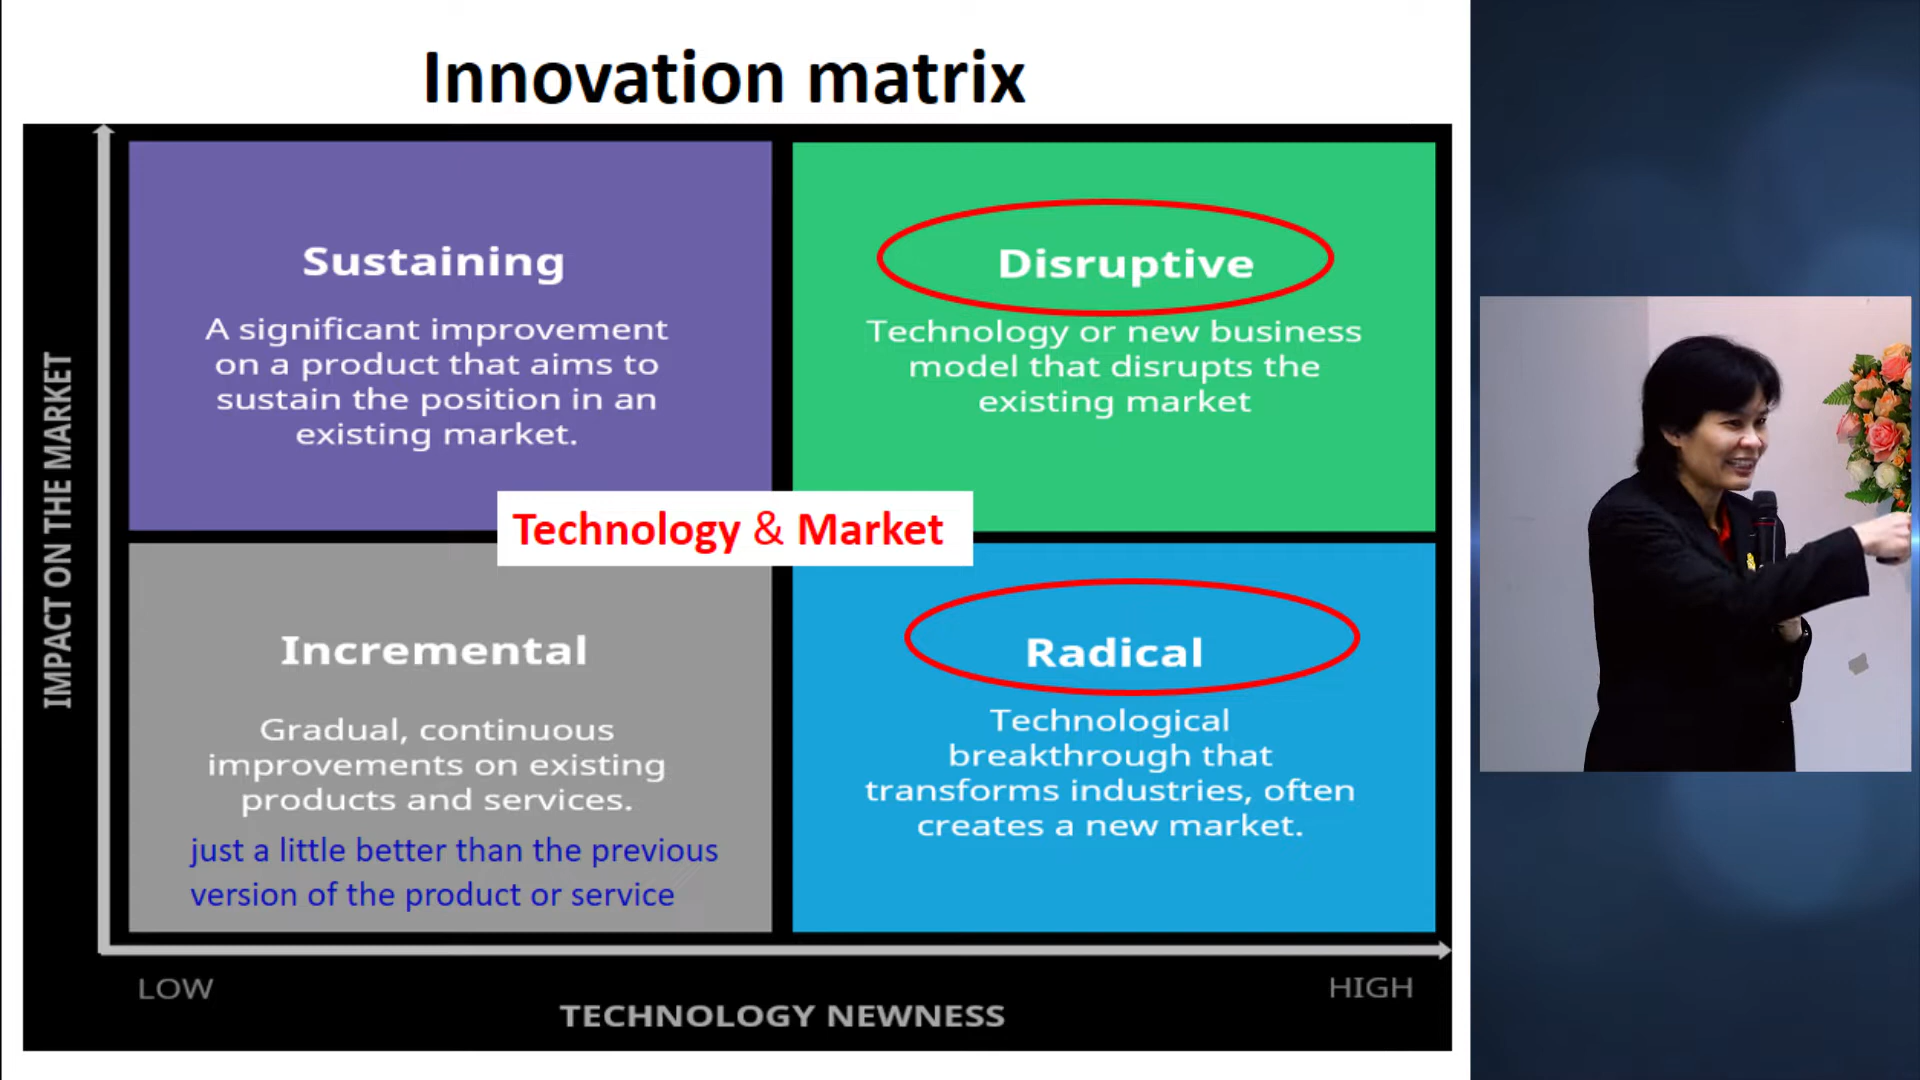 Innovation matrix
IMPACT ON THE MARKET
Sustaining
A significant improvement
on a product that aims to
sustain the position in an
existing market.
Disruptive
Technology or new business
model that disrupts the
existing market
Technology & Market
Incremental
Gradual, continuous
improvements on existing
products and services.
just a little better than the previous
version of the product or service
Radical
Technological
breakthrough that
transforms industries, often
creates a new market.
LOW
HIGH
TECHNOLOGY NEWNESS